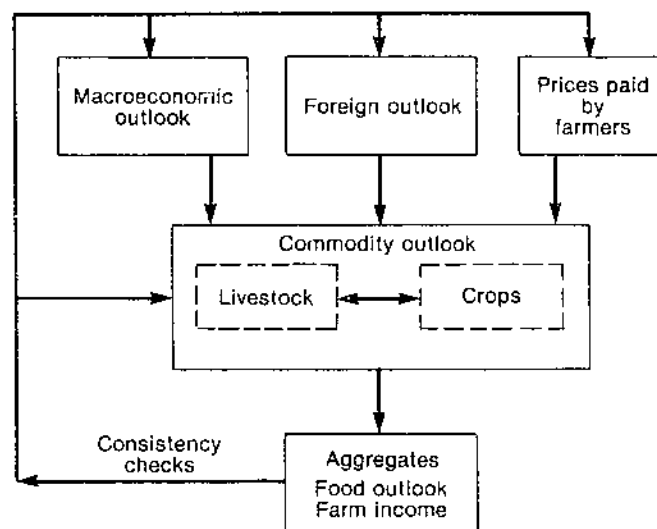 Macroeconomic
outlook
Foreign outlook
Prices paid
by
farmers
Commodity outlook
Livestock
Crops
Consistency
checks
Aggregates
Food outlook
Farm income